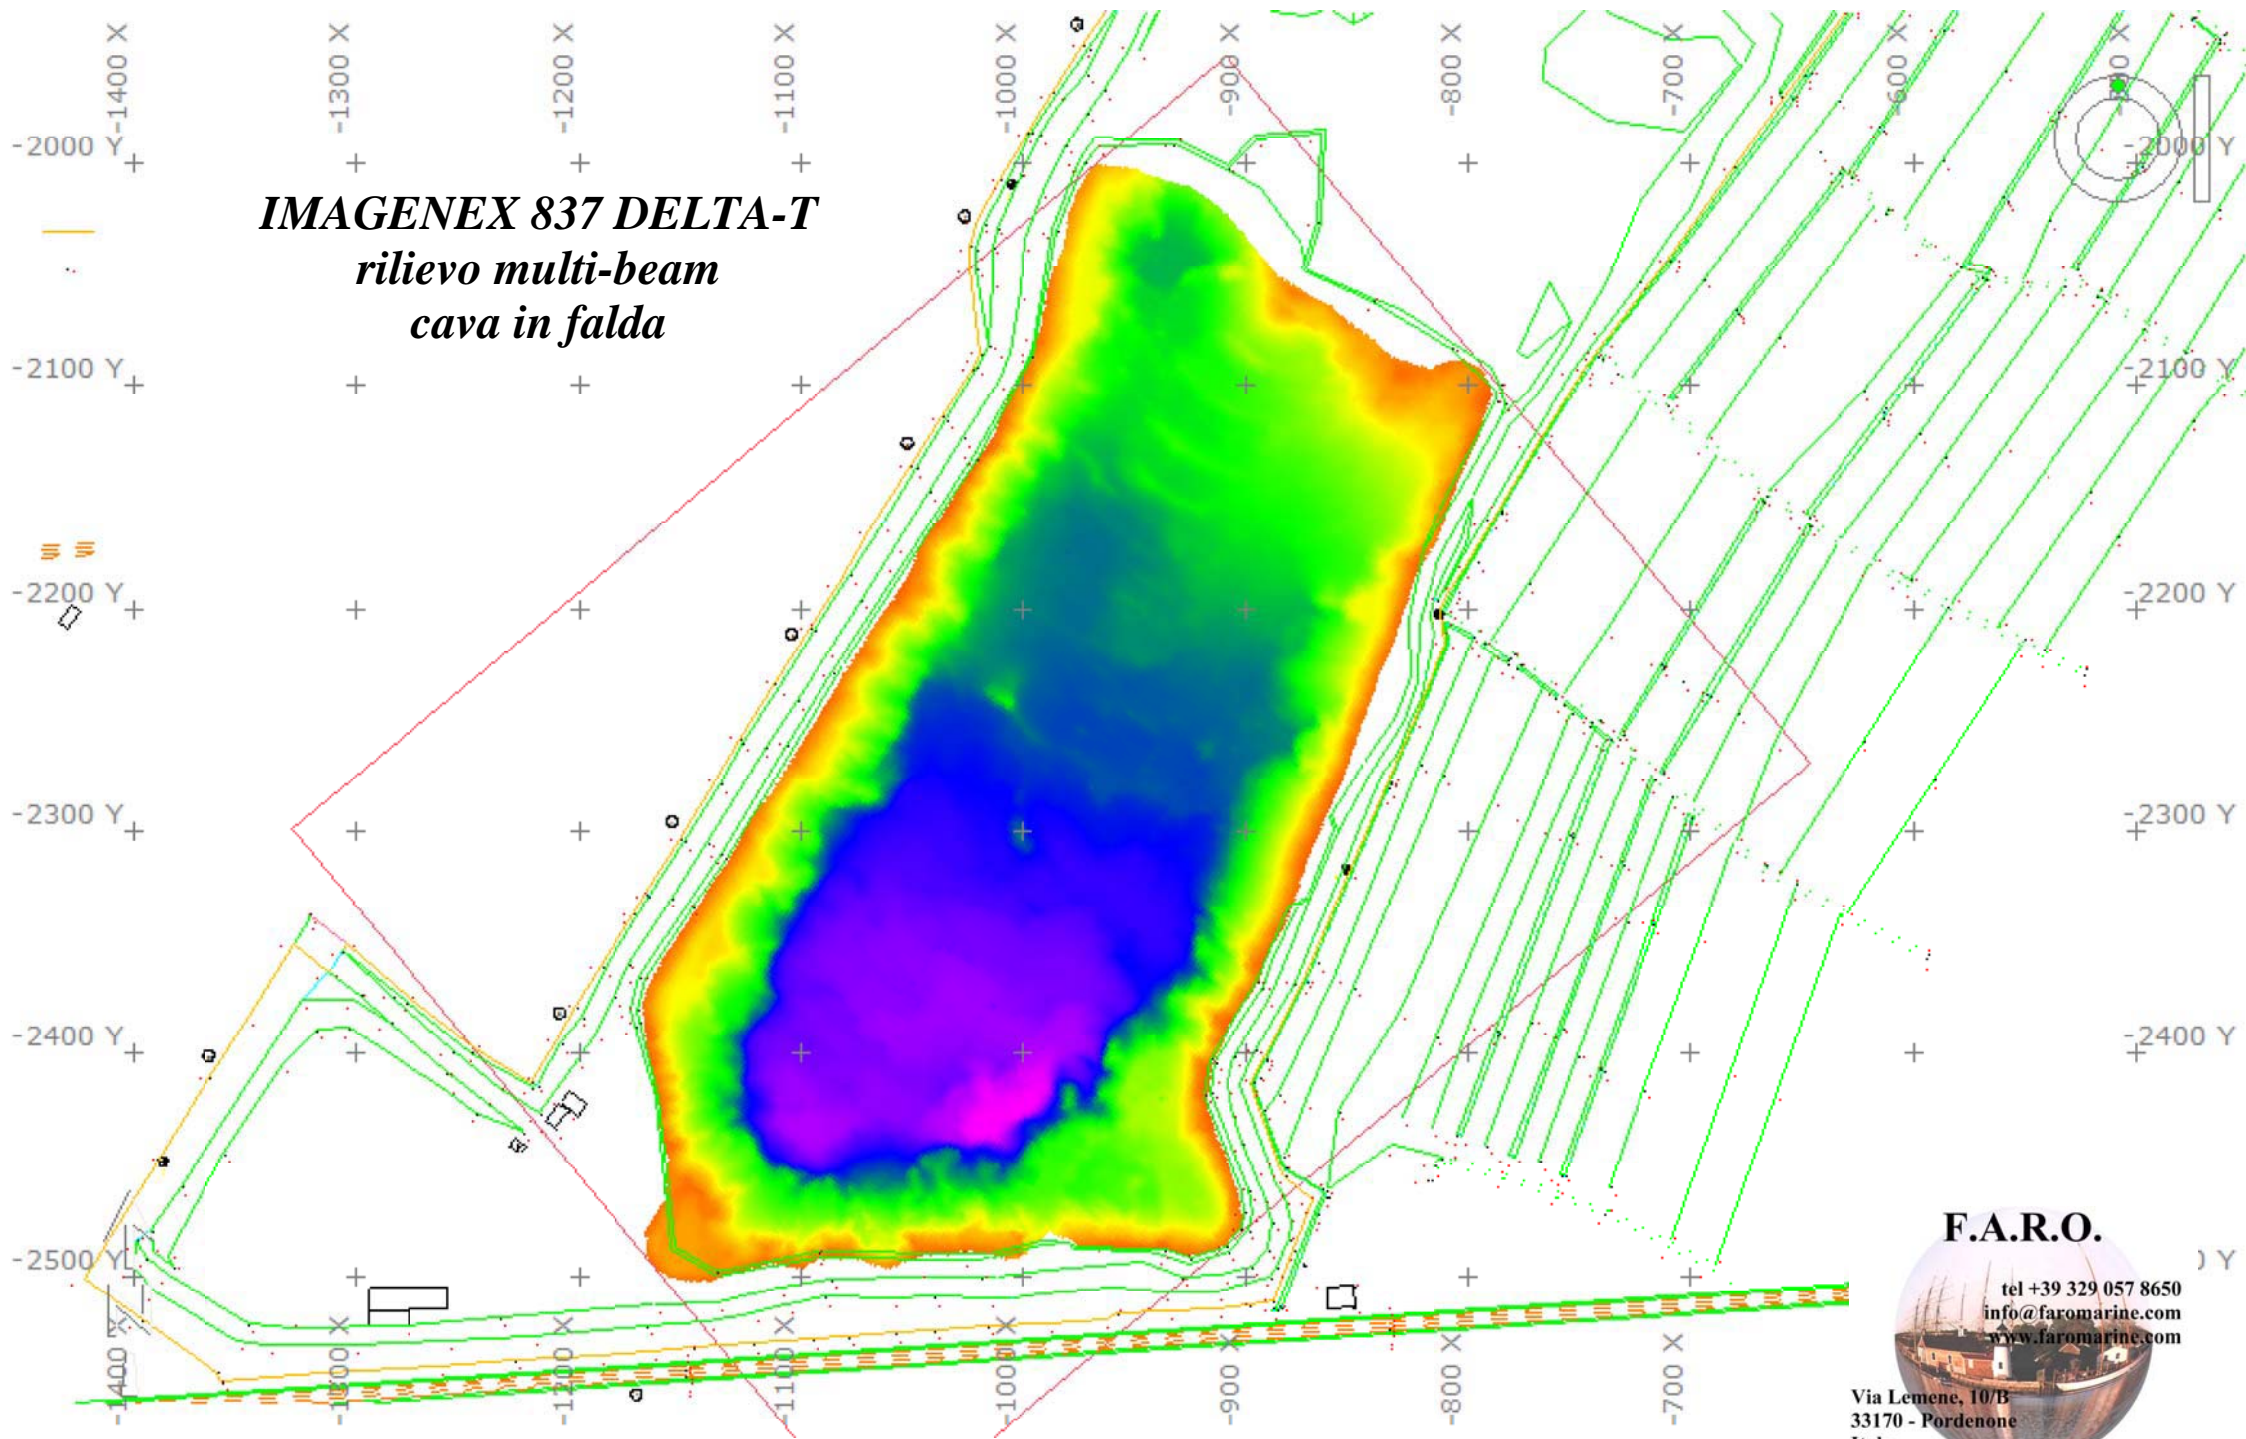 -1400 X
-1300 X
-1200 X
-1100 X
-1000 X
-900 X
-800 X
-700 X
-600 X
-2000 Y
-2000 Y
IMAGENEX 837 DELTA-T
rilievo multi-beam
cava in falda
-2100 Y
-2100 Y
-2200 Y
-2200 Y
-2300 Y
-2300 Y
-2400 Y
-2400 Y
-2500 Y
0 Y
F.A.R.O.
tel +39 329 057 8650
info@faromarine.com
www.faromarine.com
-1400 X
-1300 X
-1200 X
-1100 X
-1000 X
-900 X
-800 X
-700 X
Via Lemene, 10/B
33170 - Pordenone